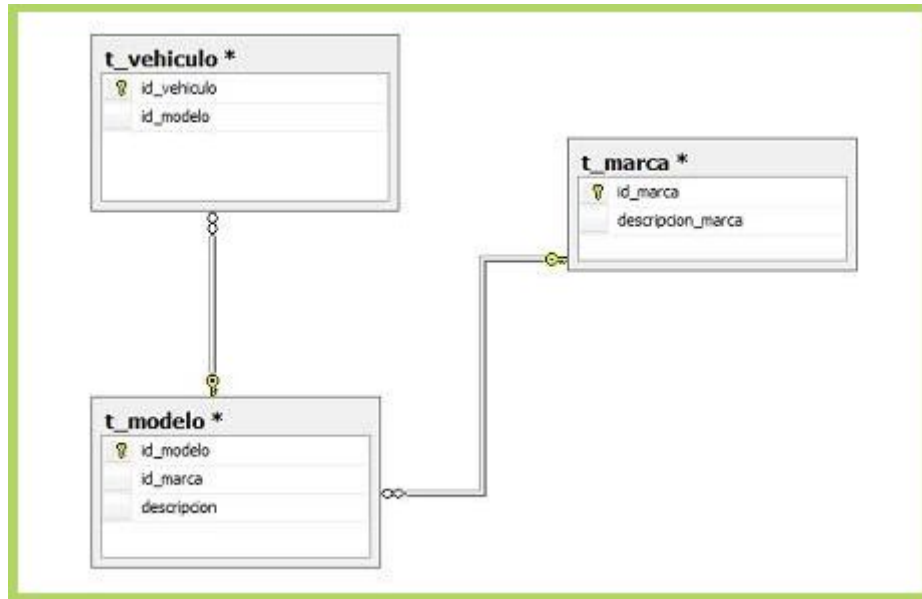 t_vehiculo *
id_vehiculo
id_modelo
t_marca *
id_marca
descripcion_marca
t_modelo *
id_modelo
id_marca
descripcion